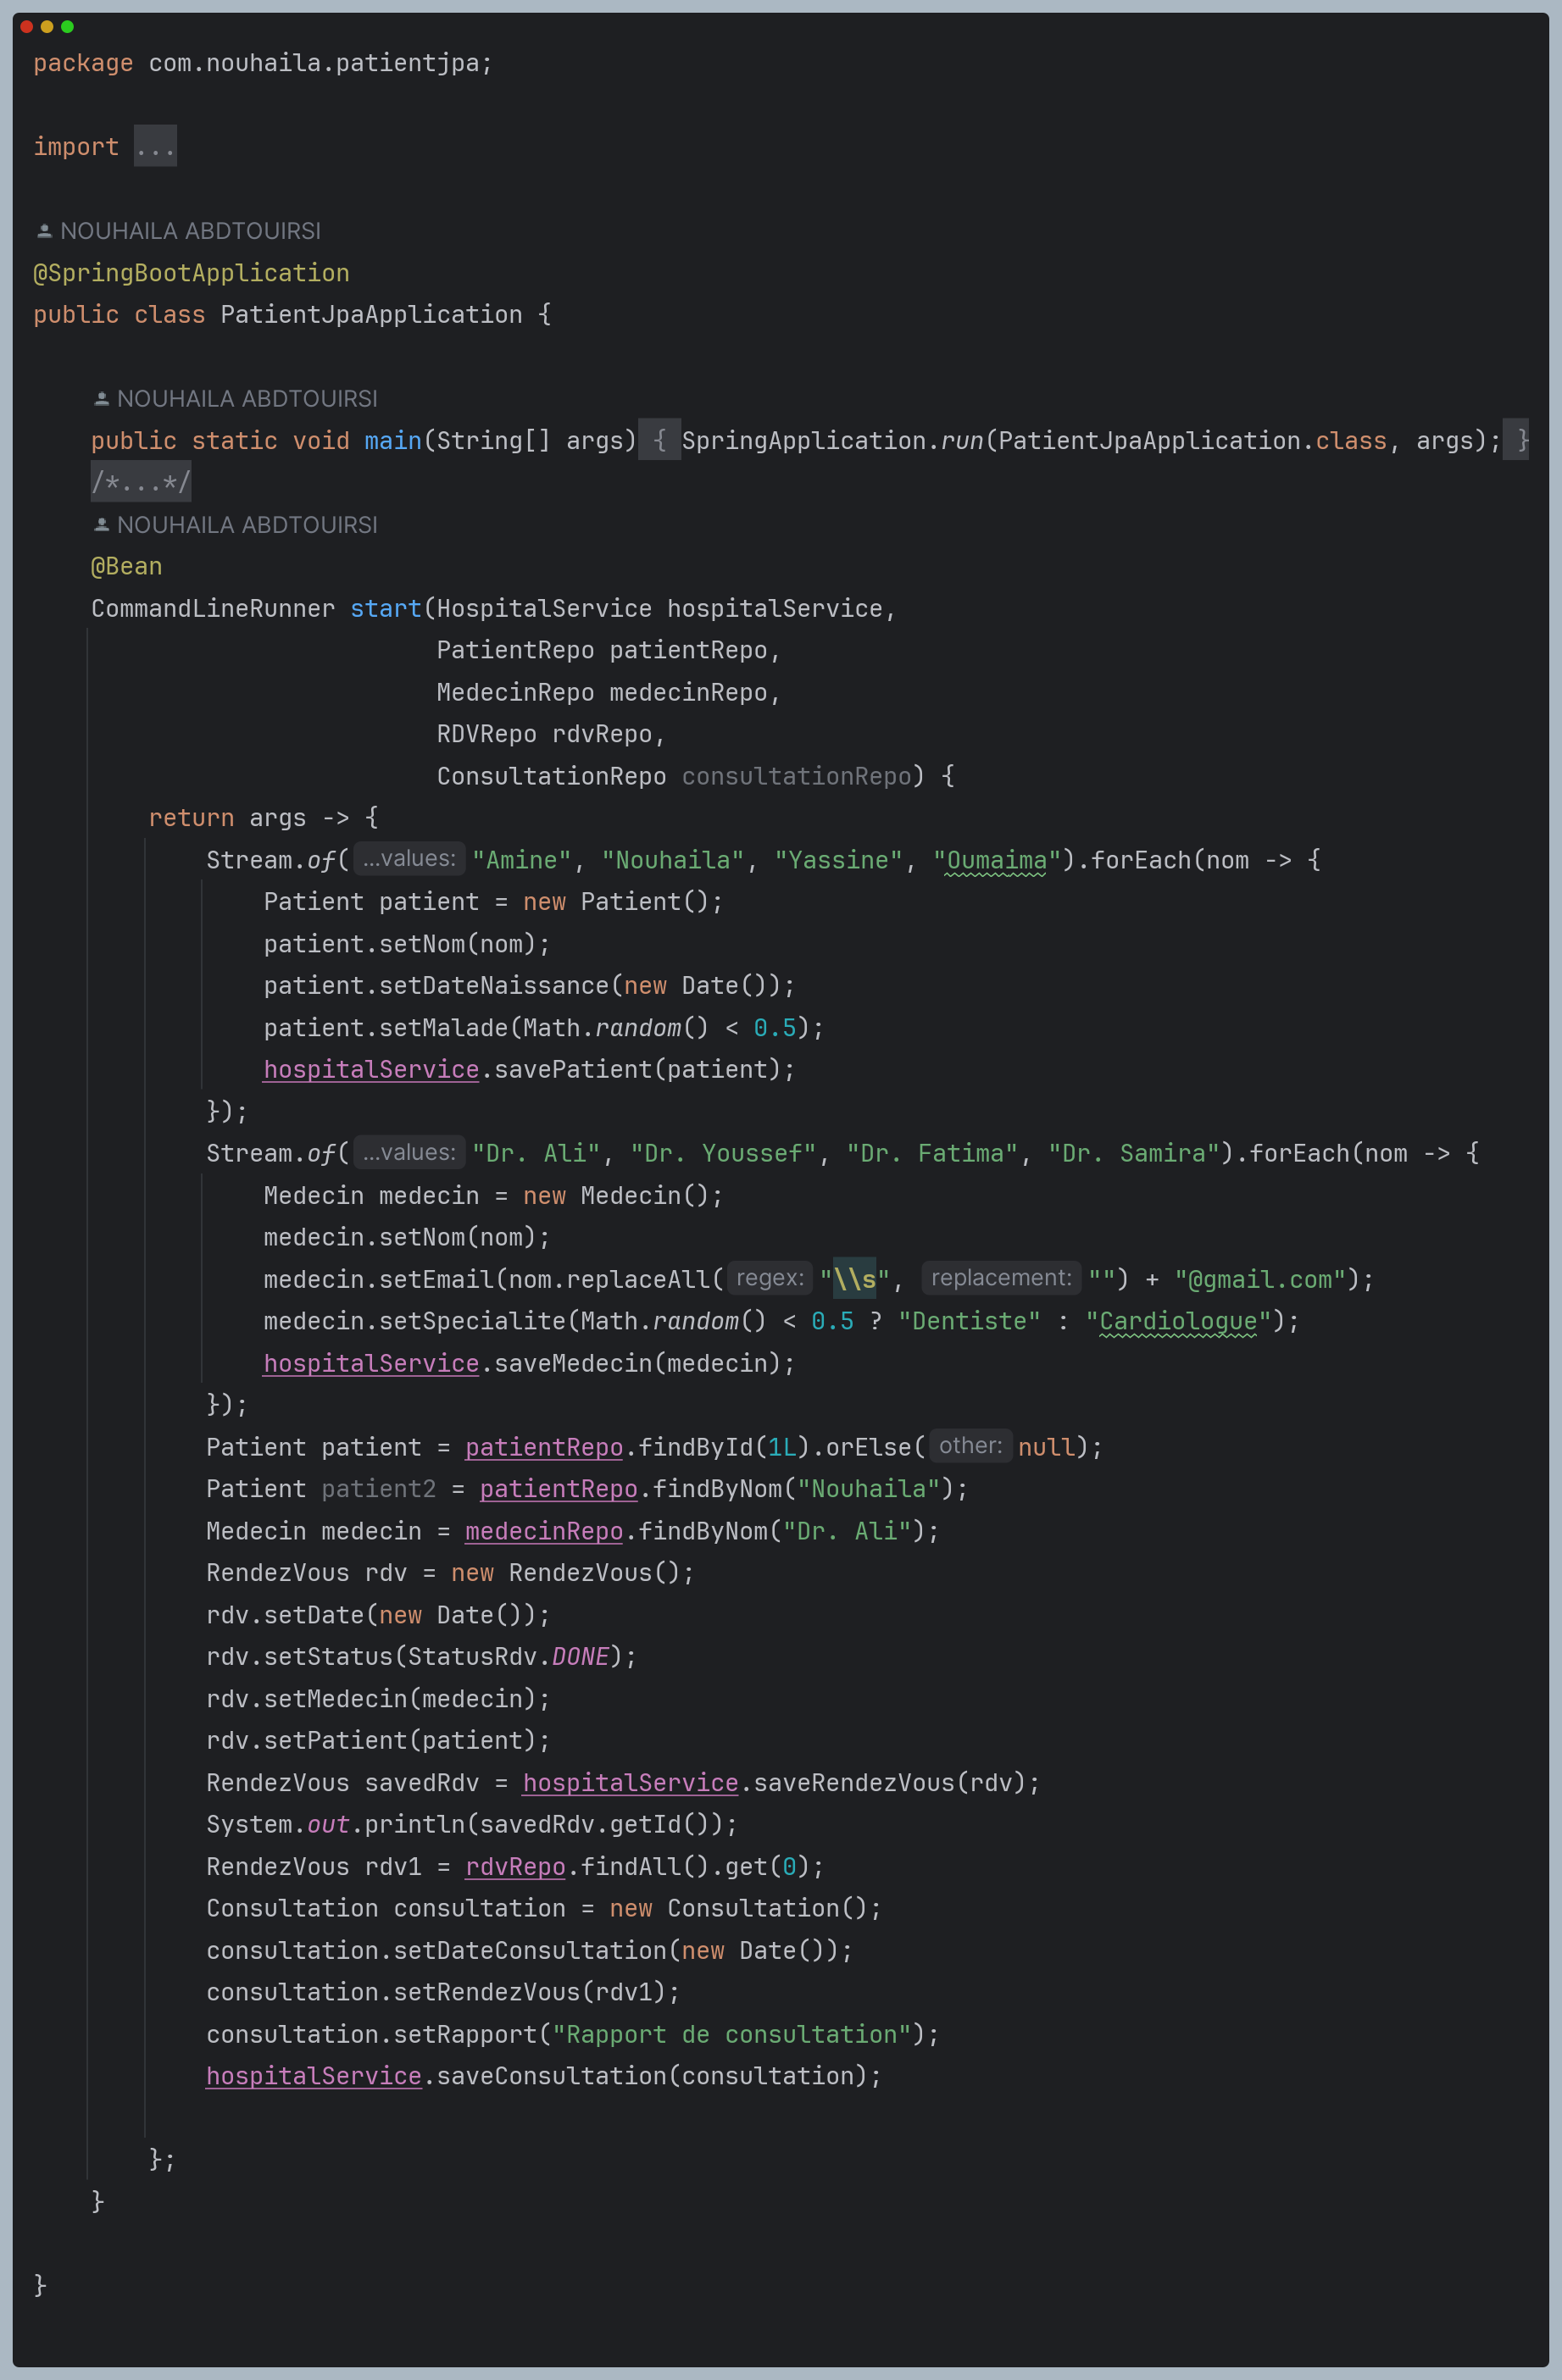 package com.nouhaila.patientjpa;
import ...
NOUHAILA ABDTOUIRSI
@SpringBootApplication
public class PatientJpaApplication {
NOUHAILA ABDTOUIRSI
public static void main(String[] args) { SpringApplication.run(PatientJpaApplication.class, args); }
/*...*/
NOUHAILA ABDTOUIRSI
@Bean
CommandLineRunner start(HospitalService hospitalService,
PatientRepo patientRepo,
MedecinRepo medecinRepo,
RDVRepo rdvRepo,
ConsultationRepo consultationRepo) {
return args -> {
Stream.of( ...values: "Amine", "Nouhaila", "Yassine", "Oumaima").forEach(nom -> {
Patient patient = new Patient();
patient.setNom(nom);
patient.setDateNaissance(new Date());
patient.setMalade(Math.random() < 0.5);
hospitalService.savePatient(patient);
});
Stream.of( ...values: "Dr. Ali", "Dr. Youssef", "Dr. Fatima", "Dr. Samira").forEach(nom -> {
Medecin medecin = new Medecin();
medecin.setNom(nom);
medecin.setEmail(nom.replaceAll( regex: "\\s", replacement: "") + "@gmail.com");
medecin.setSpecialite(Math.random() < 0.5 ? "Dentiste" : "Cardiologue");
hospitalService.saveMedecin(medecin);
});
Patient patient = patientRepo.findById(1L).orElse( other: null);
Patient patient2 = patientRepo.findByNom("Nouhaila");
Medecin medecin = medecinRepo.findByNom("Dr. Ali");
RendezVous rdv = new RendezVous();
rdv.setDate(new Date());
rdv.setStatus(StatusRdv.DONE);
rdv.setMedecin(medecin);
rdv.setPatient(patient);
RendezVous savedRdv = hospitalService.saveRendezVous(rdv);
System.out.println(savedRdv.getId());
RendezVous rdv1 = rdvRepo.findAll().get(0);
Consultation consultation = new Consultation();
consultation.setDateConsultation(new Date());
consultation.setRendezVous(rdv1);
consultation.setRapport("Rapport de consultation");
hospitalService.saveConsultation(consultation);
};
}
}